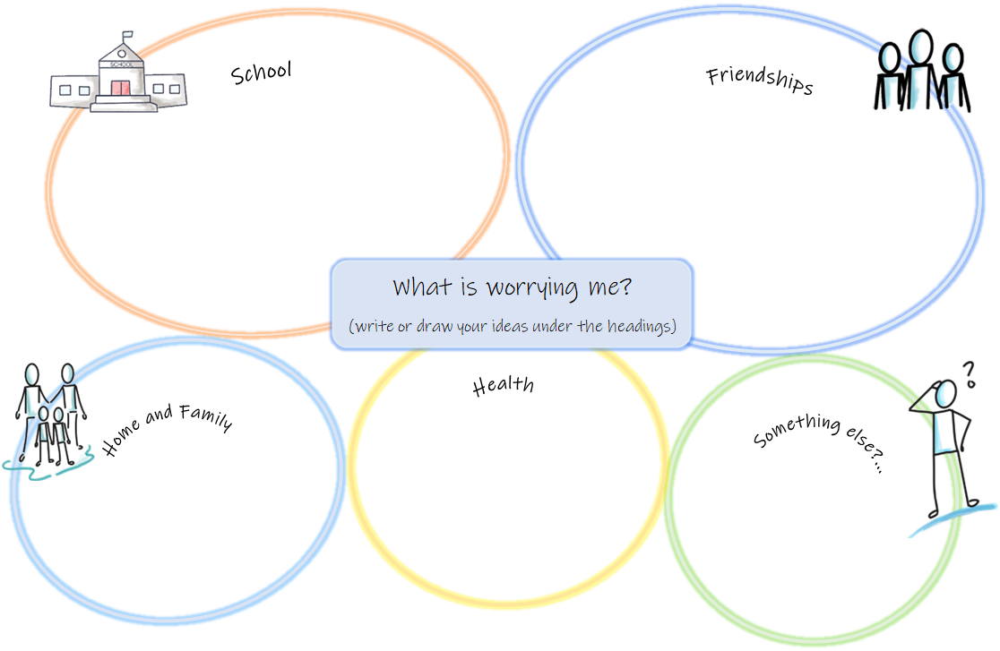 SCHOOL
School
Friendships
What is worrying me?
(write or draw your ideas under the headings)
Home and Family
Health
Something else?...
?